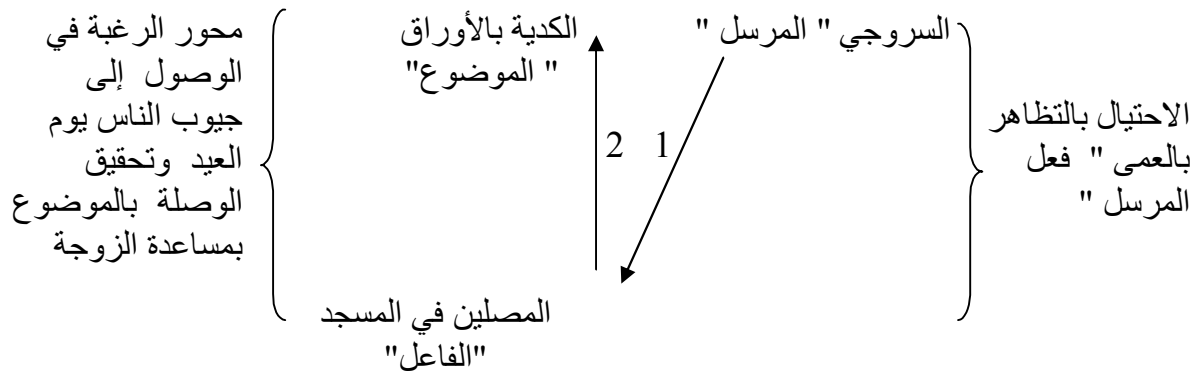 السروجي " المرسل "
الكدية بالأوراق
" الموضوع"
محور الرغبة في
الوصول إلى
جيوب الناس يوم
العيد وتحقيق
الوصلة بالموضوع
بمساعدة الزوجة
الاحتيال بالتظاهر
بالعمى " فعل
المرسل "
2 1
المصلين في المسجد
"الفاعل"